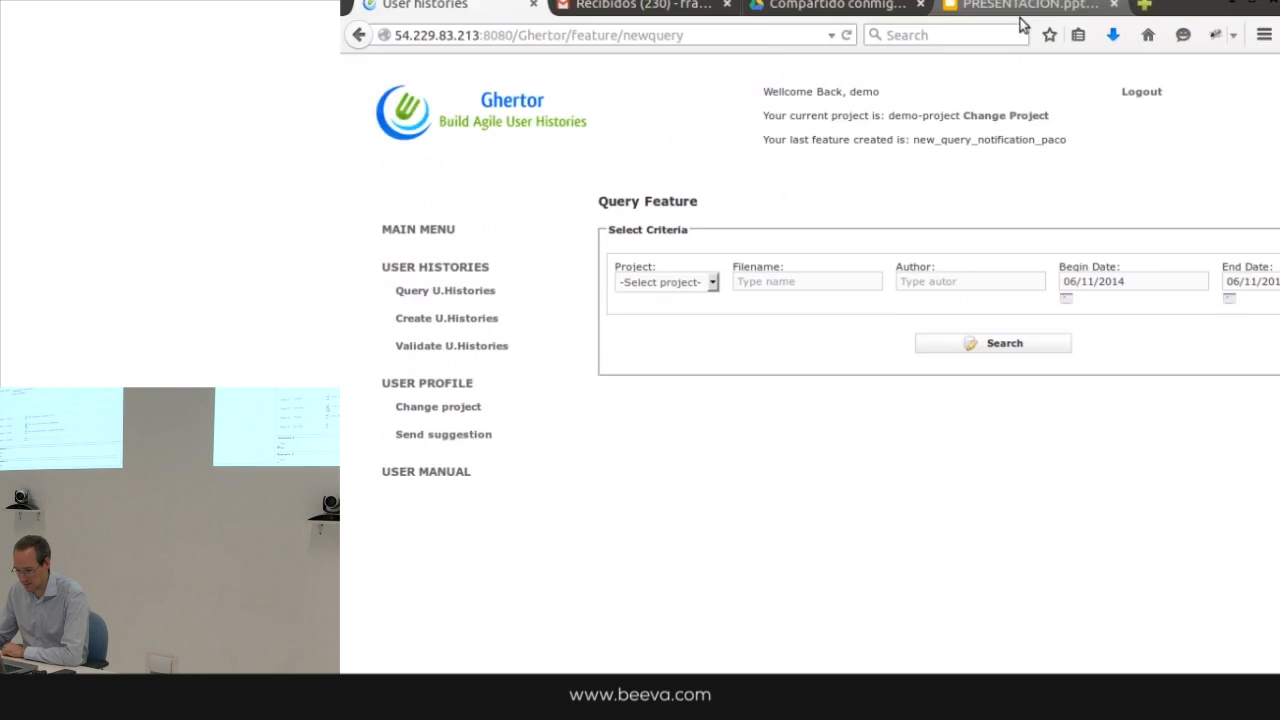 User histories
Recibidos (230) - fra...
Compartido conmig...
PRESENTACION.ppt...
54.229.83.213:8080/Ghertor/feature/newquery
Search
Ghertor
Build Agile User Histories
Wellcome Back, demo
Logout
Your current project is: demo-project Change Project
Your last feature created is: new_query_notification_paco
Query Feature
MAIN MENU
USER HISTORIES
Query U.Histories
Create U.Histories
Validate U.Histories
USER PROFILE
Change project
Send suggestion
USER MANUAL
Select Criteria
Project: Filename: Author: Begin Date: End Date:
-Select project- Type name Type autor 06/11/2014 06/11/201
Search
www.beeva.com